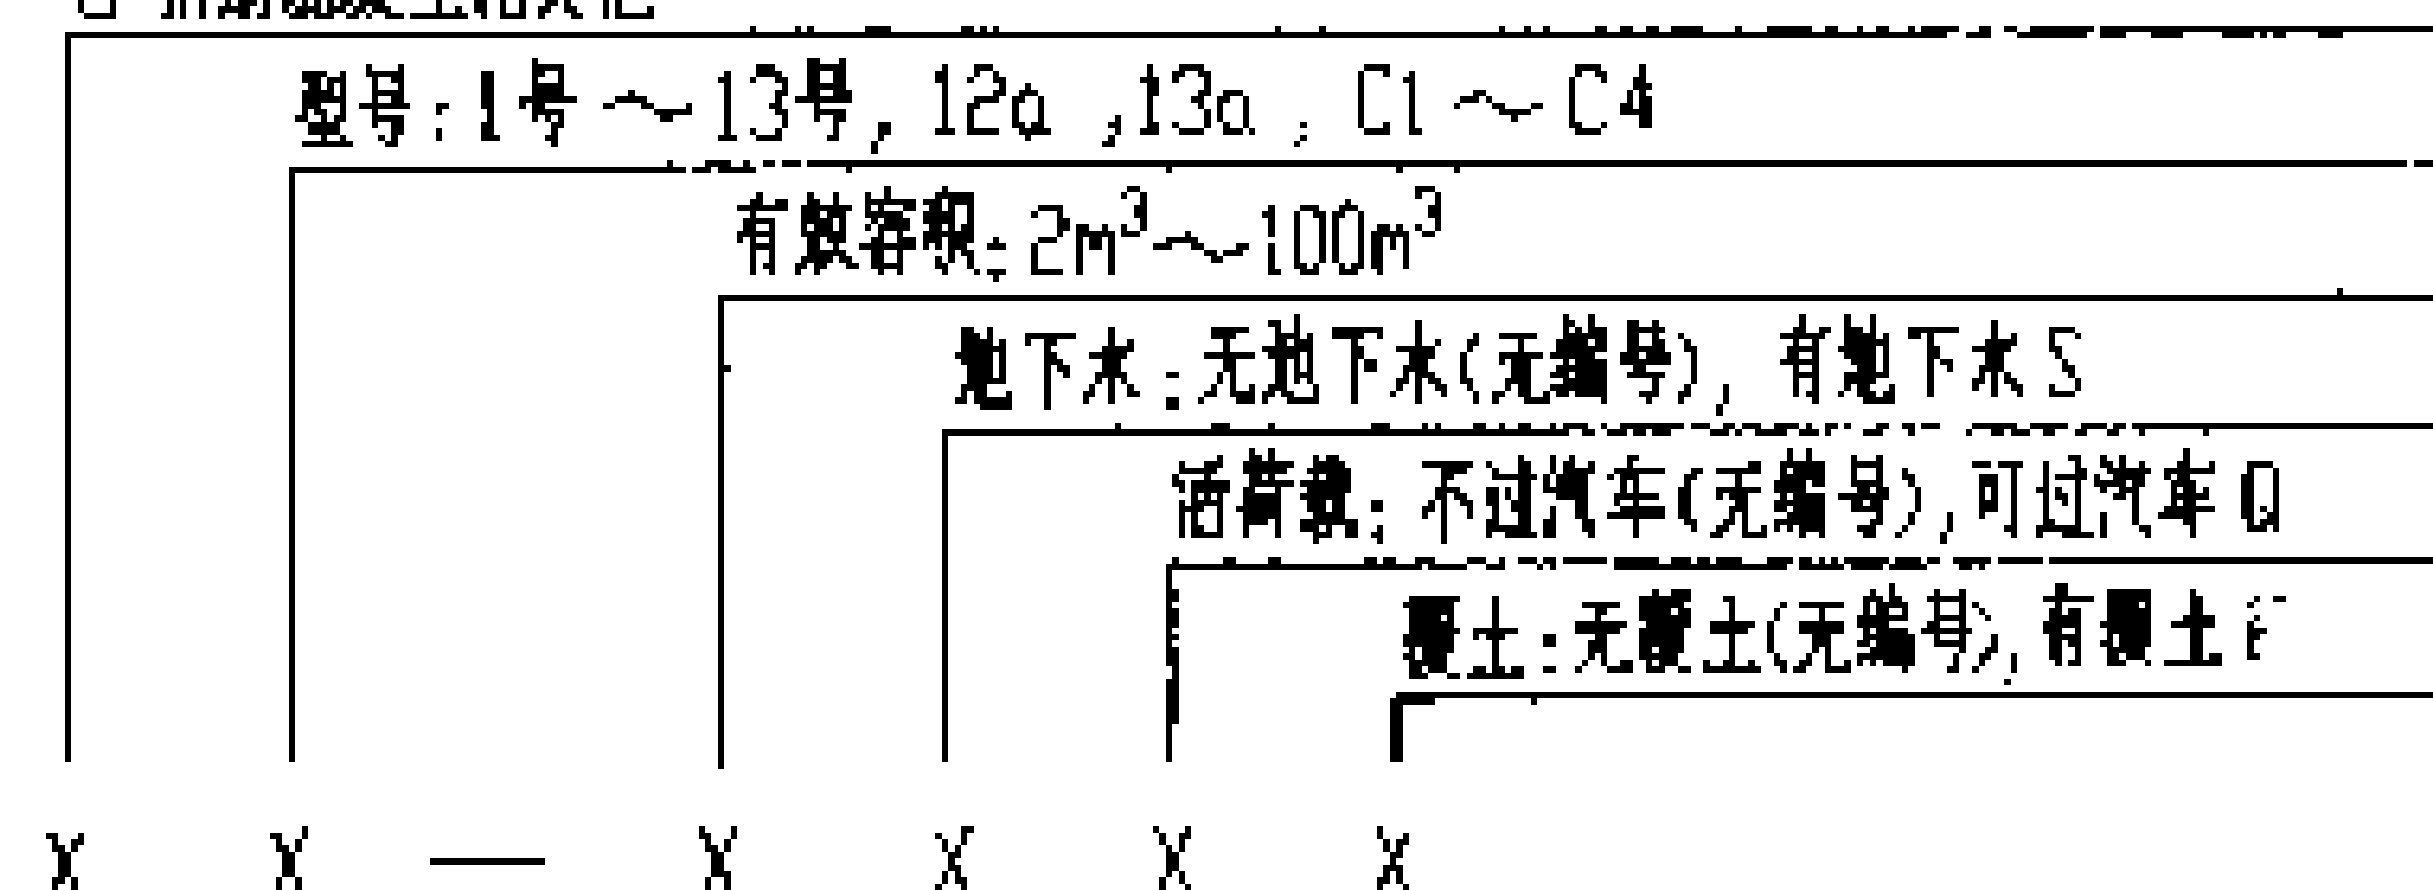 型号:1号～13号,12a,13a,C1～C4
有效容积:2m³～100m³
地下水:无地下水(无编号),有地下水S
活荷载:不过汽车(无编号),可过汽车Q
覆土:无覆土(无编号),有覆土F
X X — X X X X